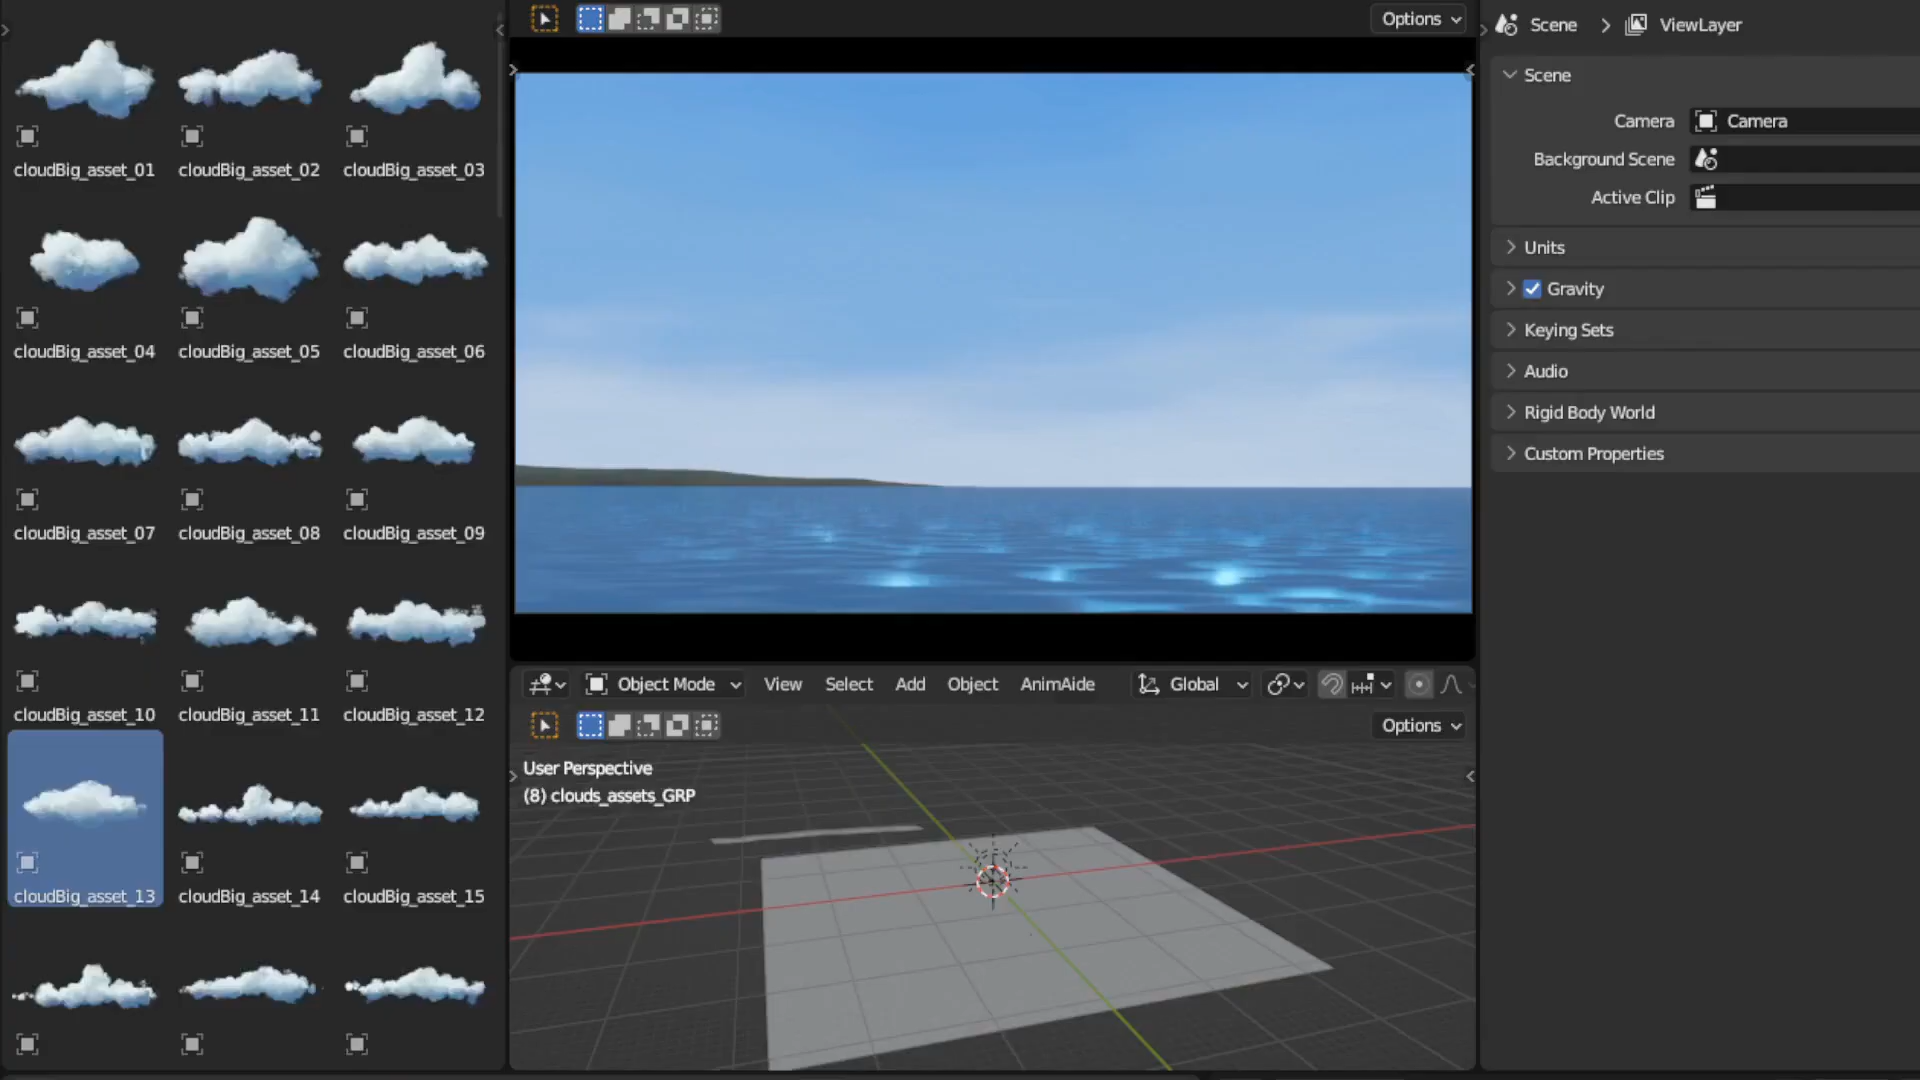 Options
Scene
ViewLayer
cloudBig_asset_01
cloudBig_asset_02
cloudBig_asset_03
cloudBig_asset_04
cloudBig_asset_05
cloudBig_asset_06
cloudBig_asset_07
cloudBig_asset_08
cloudBig_asset_09
cloudBig_asset_10
cloudBig_asset_11
cloudBig_asset_12
cloudBig_asset_13
cloudBig_asset_14
cloudBig_asset_15
Object Mode
View
Select
Add
Object
AnimAide
Global
Options
User Perspective
(8) clouds_assets_GRP
Scene
Camera
Camera
Background Scene
Active Clip
Units
Gravity
Keying Sets
Audio
Rigid Body World
Custom Properties